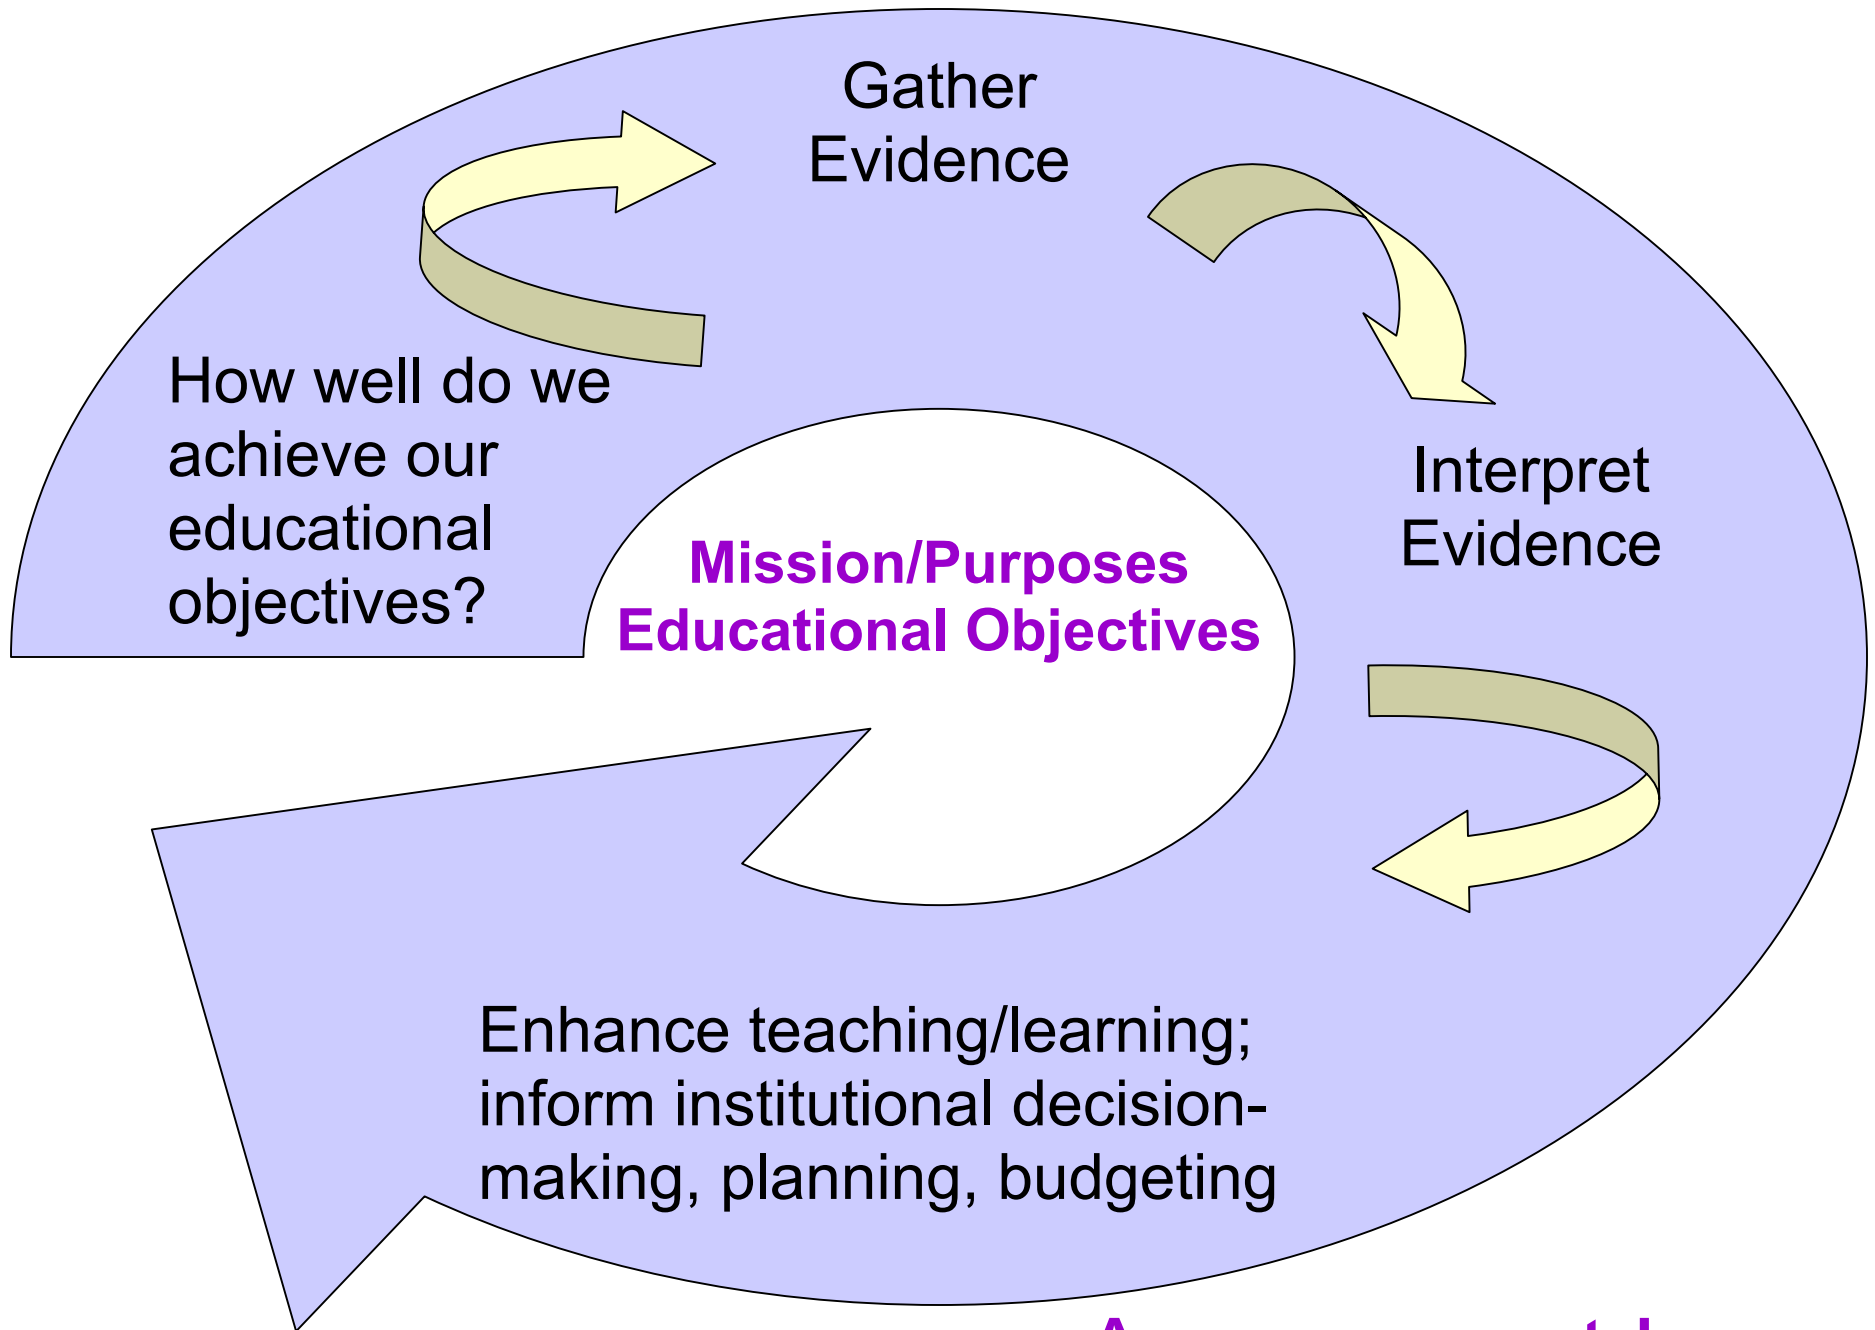 Gather
Evidence
How well do we
achieve our
educational
objectives?
Mission/Purposes
Educational Objectives
Interpret
Evidence
Enhance teaching/learning;
inform institutional decision-
making, planning, budgeting